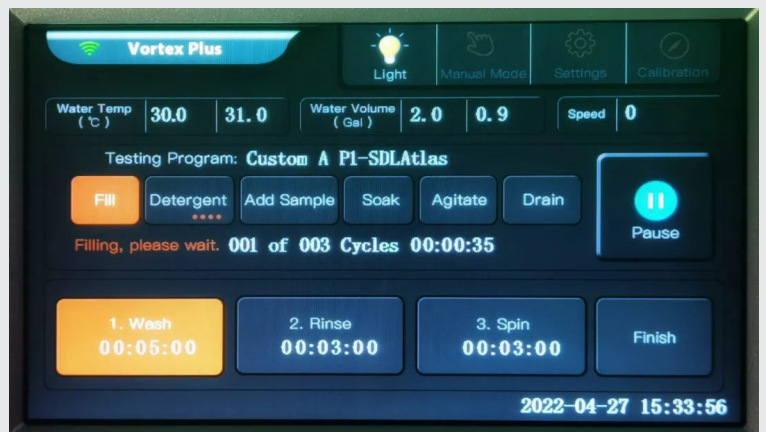 Vortex Plus
Light
Manual Mode
Settings
Calibration
Water Temp (℃) 30.0 31.0
Water Volume (Gal) 2.0 0.9
Speed 0
Testing Program: Custom A P1-SDLAtlas
Fill
Detergent
Add Sample
Soak
Agitate
Drain
Pause
Filling, please wait. 001 of 003 Cycles 00:00:35
1. Wash
00:05:00
2. Rinse
00:03:00
3. Spin
00:03:00
Finish
2022-04-27 15:33:56